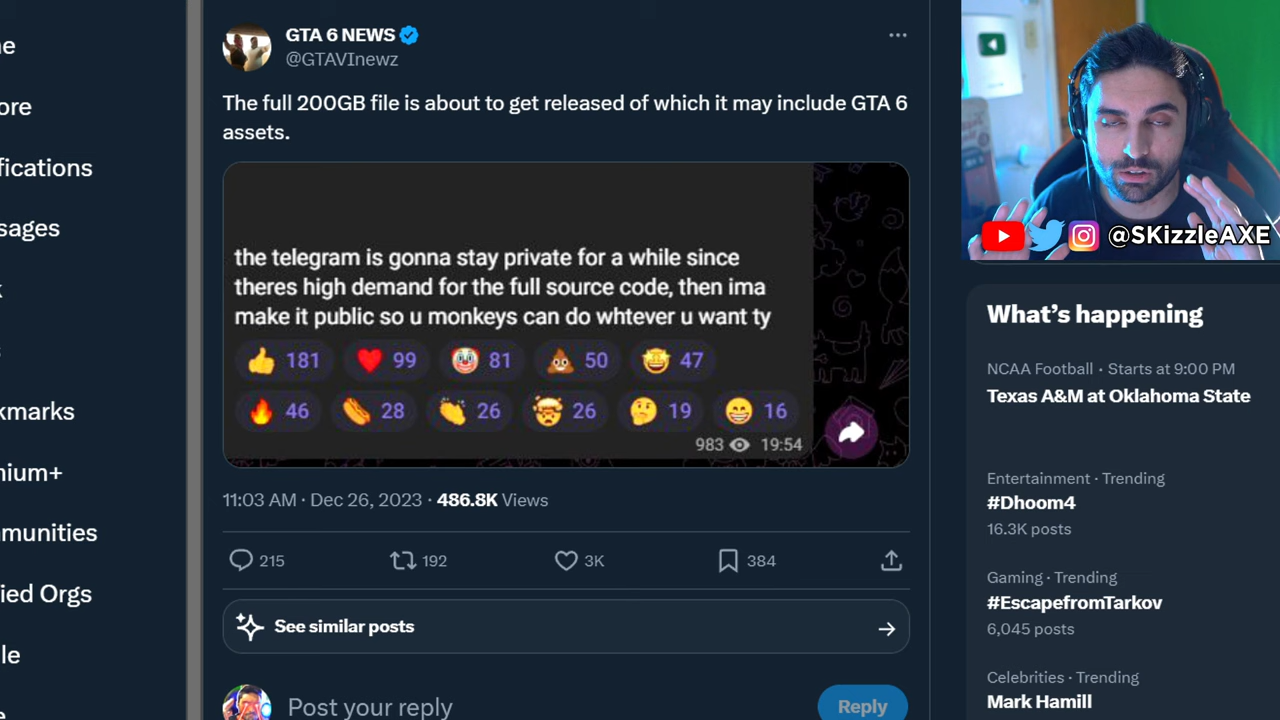 ne
ore
fications
sages
k
s
kmarks
nium+
mmunities
ied Orgs
le
GTA 6 NEWS
@GTAVInewz
The full 200GB file is about to get released of which it may include GTA 6
assets.
the telegram is gonna stay private for a while since
theres high demand for the full source code, then ima
make it public so u monkeys can do whtever u want ty
181 99 81 50 47
46 28 26 26 19 16
983 19:54
11:03 AM · Dec 26, 2023 · 486.8K Views
215 192 3K 384
See similar posts
Post your reply
Reply
@SKizzleAXE
What's happening
NCAA Football · Starts at 9:00 PM
Texas A&M at Oklahoma State
Entertainment · Trending
#Dhoom4
16.3K posts
Gaming · Trending
#EscapefromTarkov
6,045 posts
Celebrities · Trending
Mark Hamill